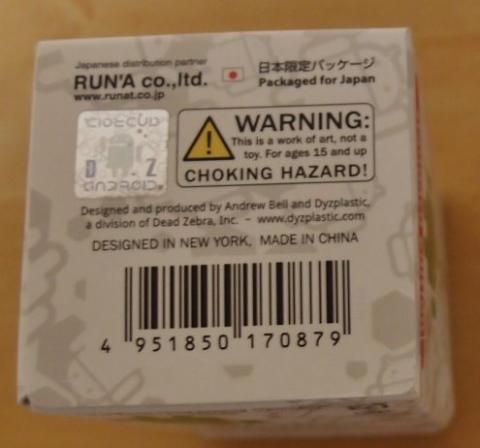 Japanese distribution partner
RUN'A co.,ltd.
www.runat.co.jp
日本限定パッケージ
Packaged for Japan
D Z
ANDROID
WARNING:
This is a work of art, not a
toy. For ages 15 and up
CHOKING HAZARD!
Designed and produced by Andrew Bell and Dyzplastic,
a division of Dead Zebra, Inc. – www.dyzplastic.com
DESIGNED IN NEW YORK, MADE IN CHINA
4 951850 170879